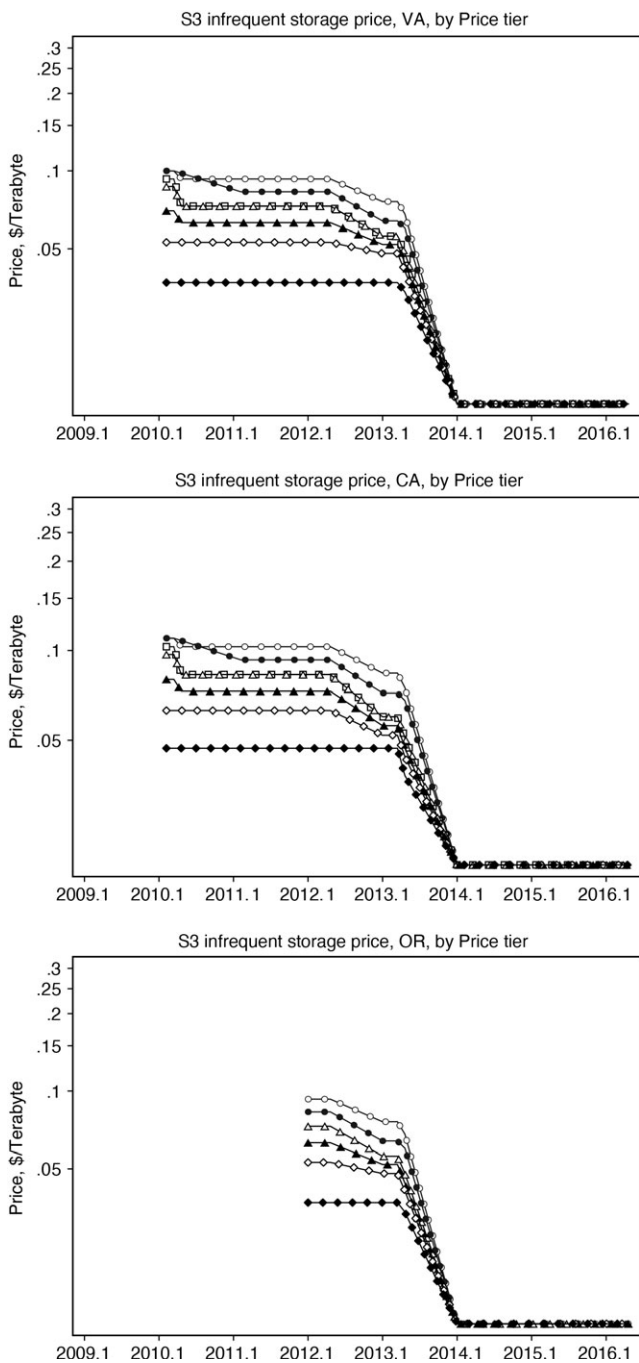 S3 infrequent storage price, VA, by Price tier
.3
.25
.2
.15
.1
.05
Price, $/Terabyte
2009.1 2010.1 2011.1 2012.1 2013.1 2014.1 2015.1 2016.1
S3 infrequent storage price, CA, by Price tier
.3
.25
.2
.15
.1
.05
Price, $/Terabyte
2009.1 2010.1 2011.1 2012.1 2013.1 2014.1 2015.1 2016.1
S3 infrequent storage price, OR, by Price tier
.3
.25
.2
.15
.1
.05
Price, $/Terabyte
2009.1 2010.1 2011.1 2012.1 2013.1 2014.1 2015.1 2016.1